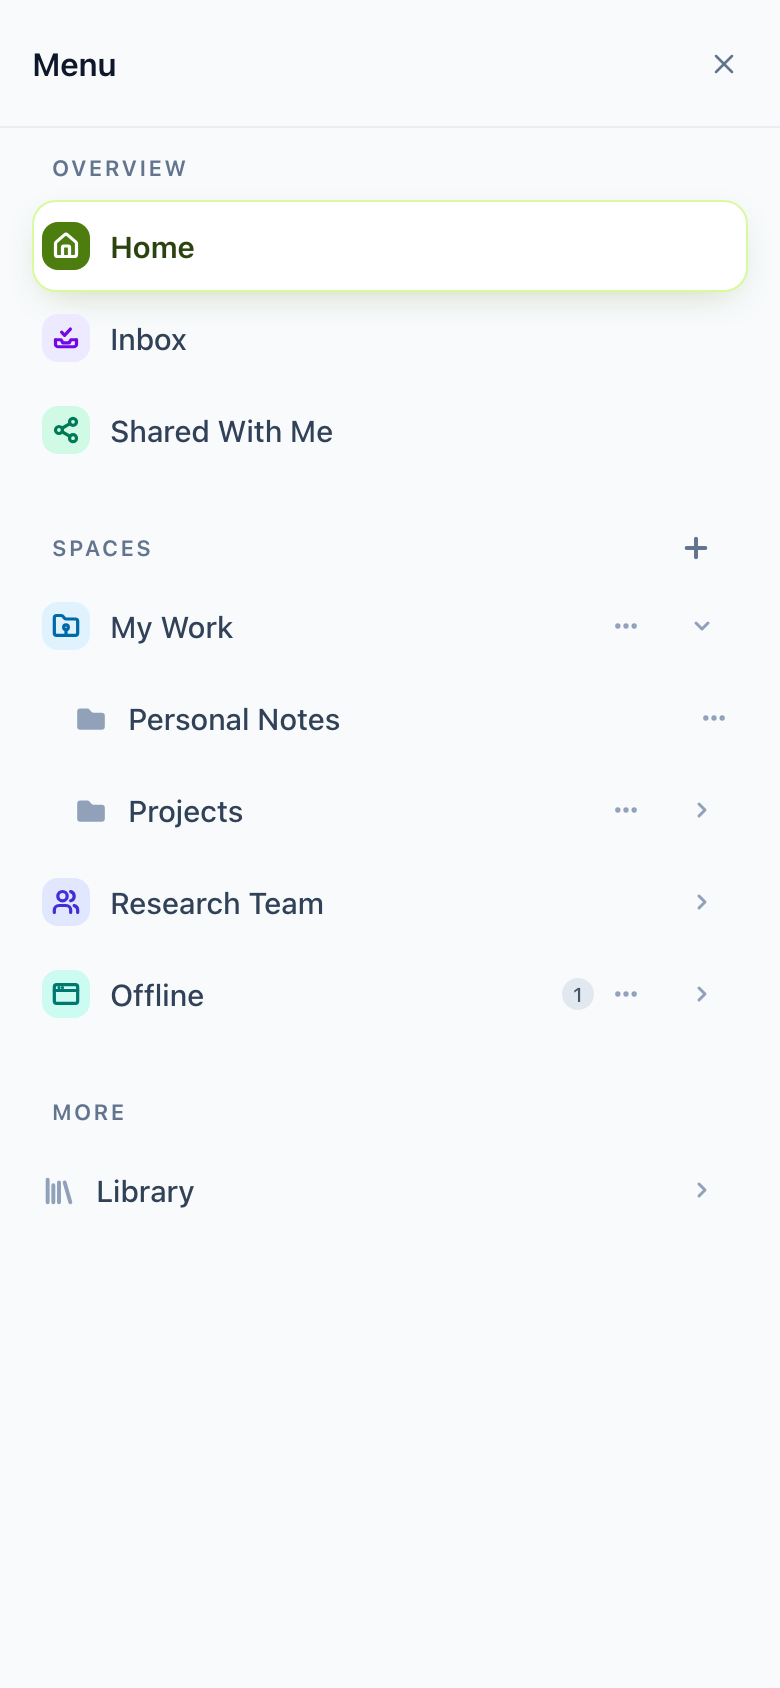 Menu
OVERVIEW
Home
Inbox
Shared With Me
SPACES
My Work
Personal Notes
Projects
Research Team
Offline 1
MORE
Library